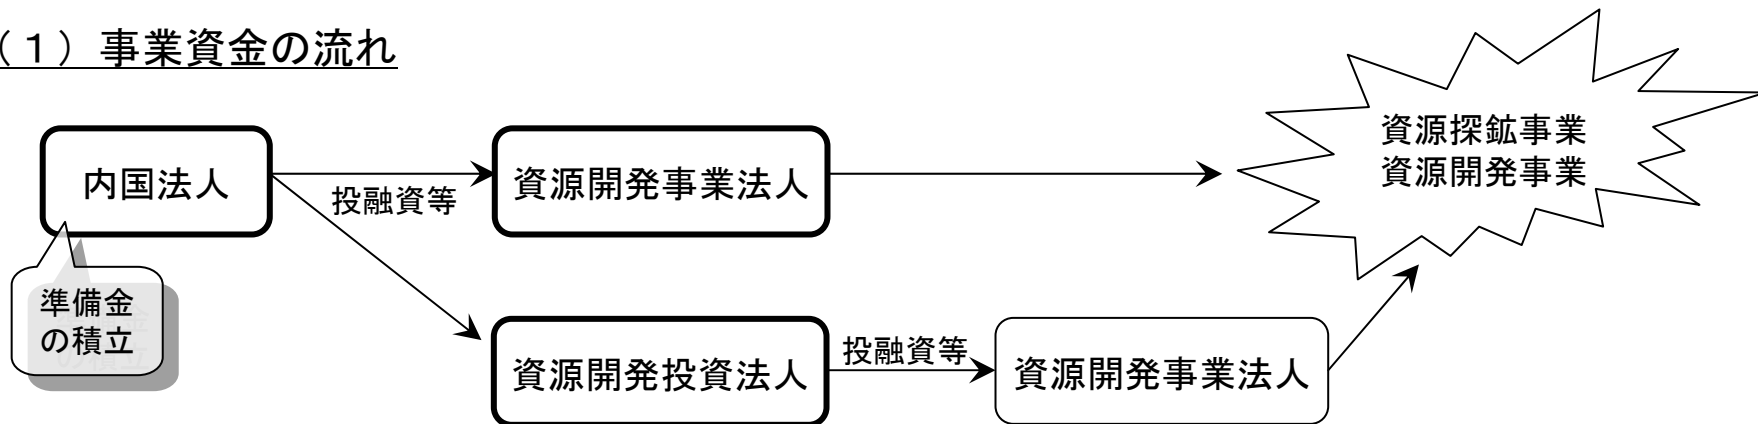 （１）事業資金の流れ
内国法人
投融資等
資源開発事業法人
資源探鉱事業
資源開発事業
準備金
の積立
資源開発投資法人
投融資等
資源開発事業法人